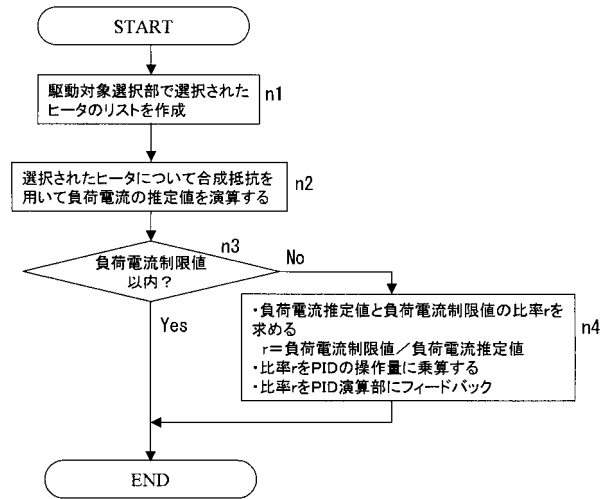 START
駆動対象選択部で選択された
ヒータのリストを作成
n1
選択されたヒータについて合成抵抗を
用いて負荷電流の推定値を演算する
n2
負荷電流制限値
以内?
n3
No
Yes
・負荷電流推定値と負荷電流制限値の比率rを
求める
r=負荷電流制限値/負荷電流推定値
・比率rをPIDの操作量に乗算する
・比率rをPID演算部にフィードバック
n4
END